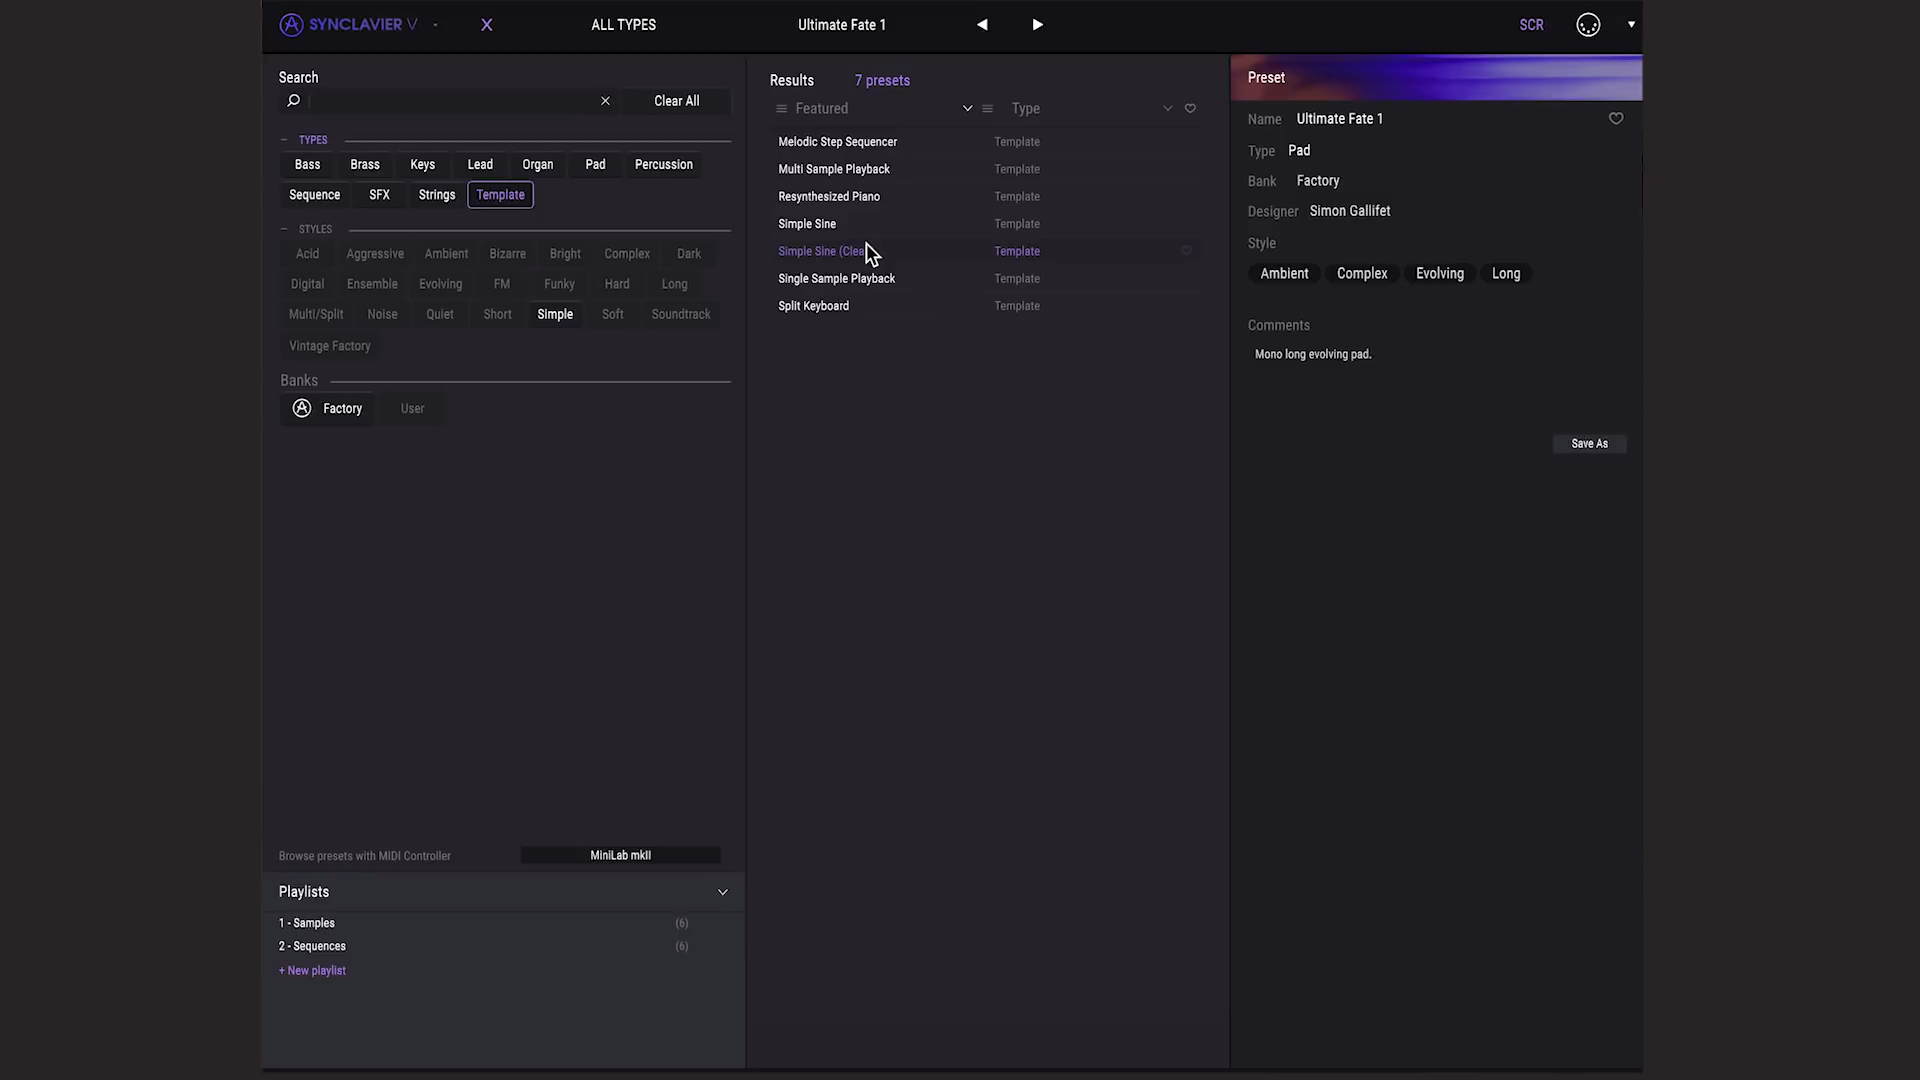 SYNCLAVIER V
X
ALL TYPES
Ultimate Fate 1
SCR
Search
Clear All
TYPES
Bass Brass Keys Lead Organ Pad Percussion
Sequence SFX Strings Template
STYLES
Acid Aggressive Ambient Bizarre Bright Complex Dark
Digital Ensemble Evolving FM Funky Hard Long
Multi/Split Noise Quiet Short Simple Soft Soundtrack
Vintage Factory
Banks
Factory User
Browse presets with MIDI Controller MiniLab mkII
Playlists
1 - Samples (6)
2 - Sequences (6)
+ New playlist
Results 7 presets
Featured Type
Melodic Step Sequencer Template
Multi Sample Playback Template
Resynthesized Piano Template
Simple Sine Template
Simple Sine (Clea Template
Single Sample Playback Template
Split Keyboard Template
Preset
Name Ultimate Fate 1
Type Pad
Bank Factory
Designer Simon Gallifet
Style
Ambient Complex Evolving Long
Comments
Mono long evolving pad.
Save As